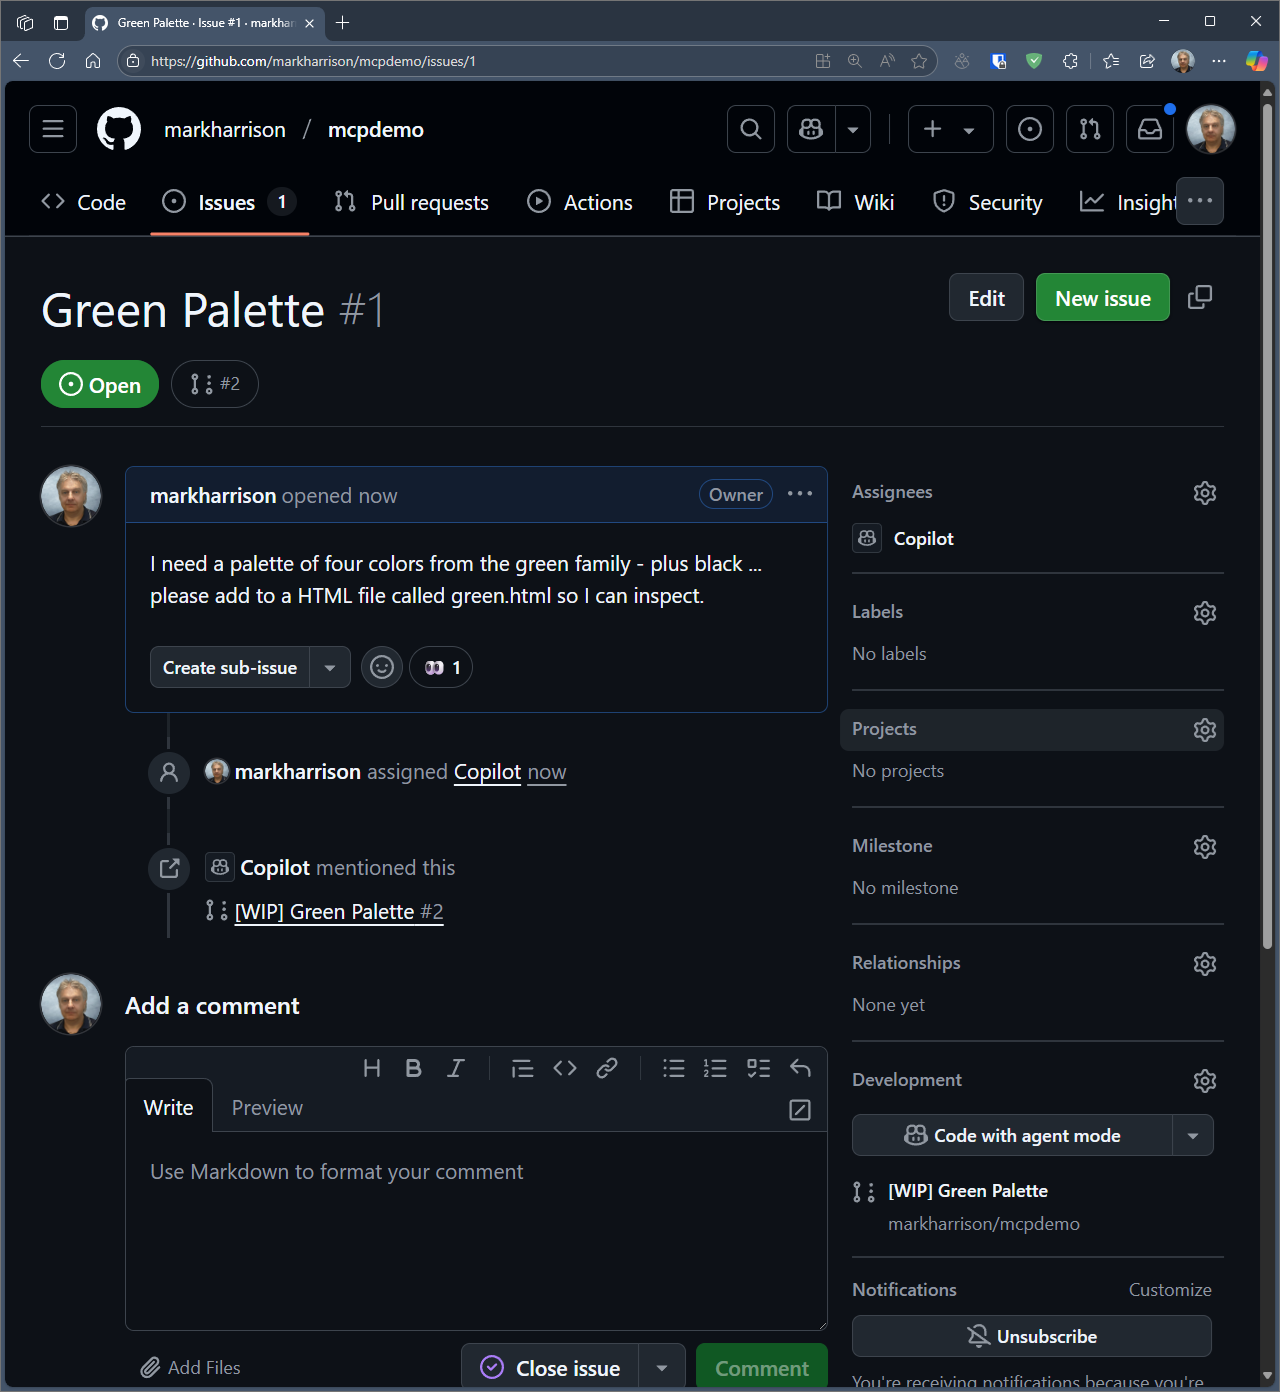 Green Palette · Issue #1 · markhar
https://github.com/markharrison/mcpdemo/issues/1
markharrison / mcpdemo
Code
Issues 1
Pull requests
Actions
Projects
Wiki
Security
Insight
Green Palette #1
Edit
New issue
Open
#2
markharrison opened now
Owner
I need a palette of four colors from the green family - plus black ...
please add to a HTML file called green.html so I can inspect.
Create sub-issue
1
markharrison assigned Copilot now
Copilot mentioned this
[WIP] Green Palette #2
Add a comment
Write
Preview
Use Markdown to format your comment
Add Files
Close issue
Comment
Assignees
Copilot
Labels
No labels
Projects
No projects
Milestone
No milestone
Relationships
None yet
Development
Code with agent mode
[WIP] Green Palette
markharrison/mcpdemo
Notifications
Customize
Unsubscribe
You're receiving notifications because you're